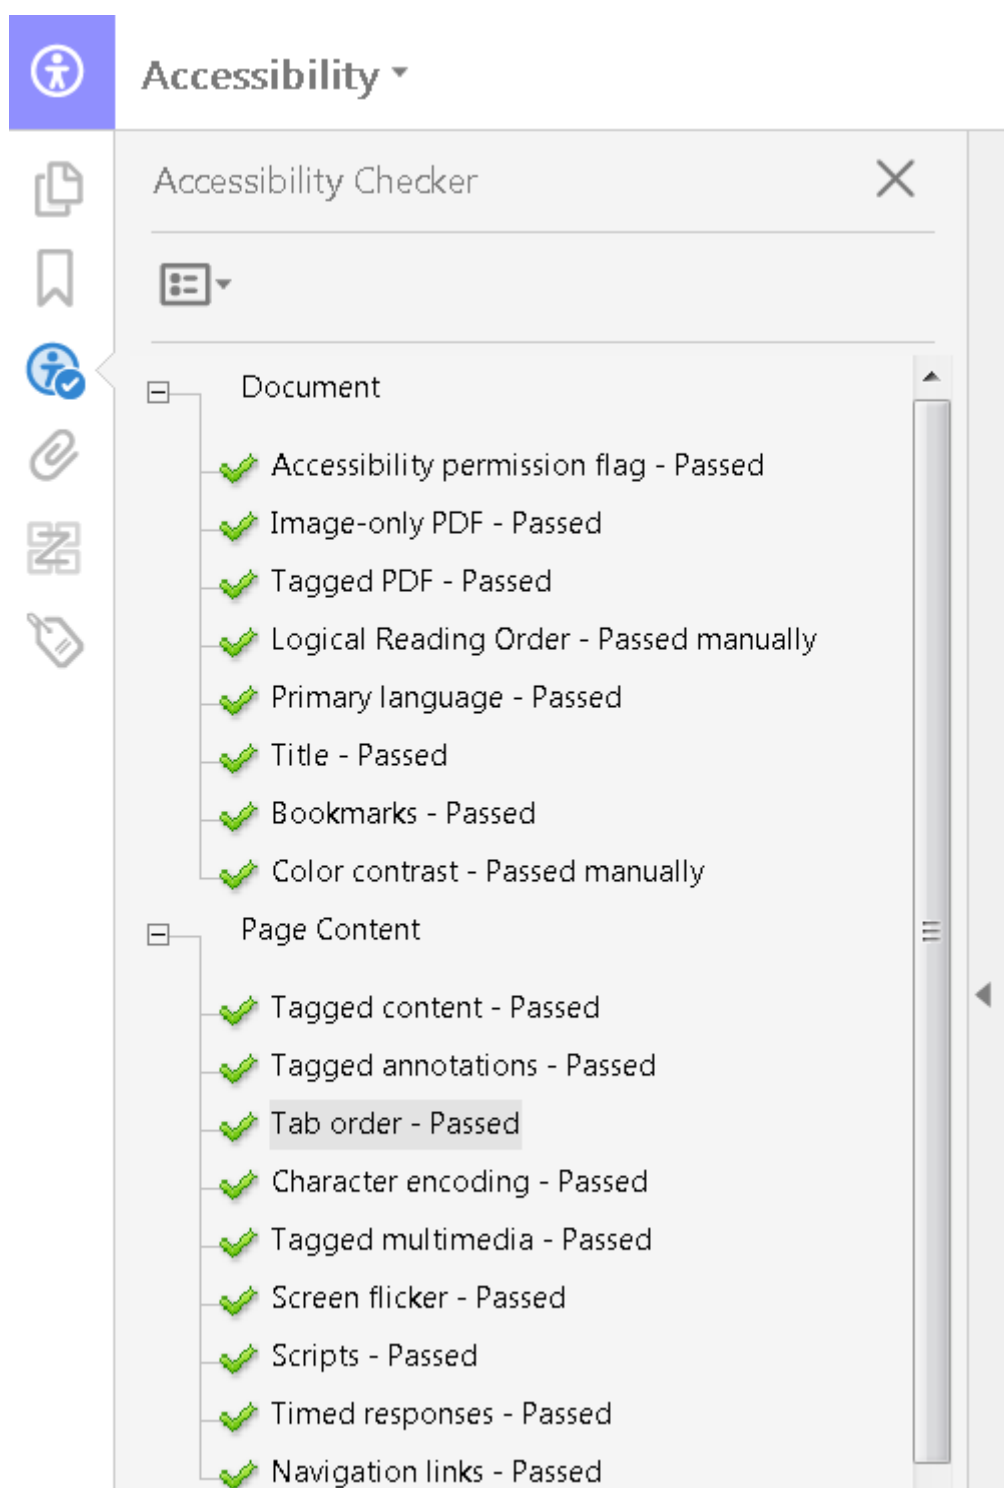 Accessibility
Accessibility Checker
Document
Accessibility permission flag - Passed
Image-only PDF - Passed
Tagged PDF - Passed
Logical Reading Order - Passed manually
Primary language - Passed
Title - Passed
Bookmarks - Passed
Color contrast - Passed manually
Page Content
Tagged content - Passed
Tagged annotations - Passed
Tab order - Passed
Character encoding - Passed
Tagged multimedia - Passed
Screen flicker - Passed
Scripts - Passed
Timed responses - Passed
Navigation links - Passed